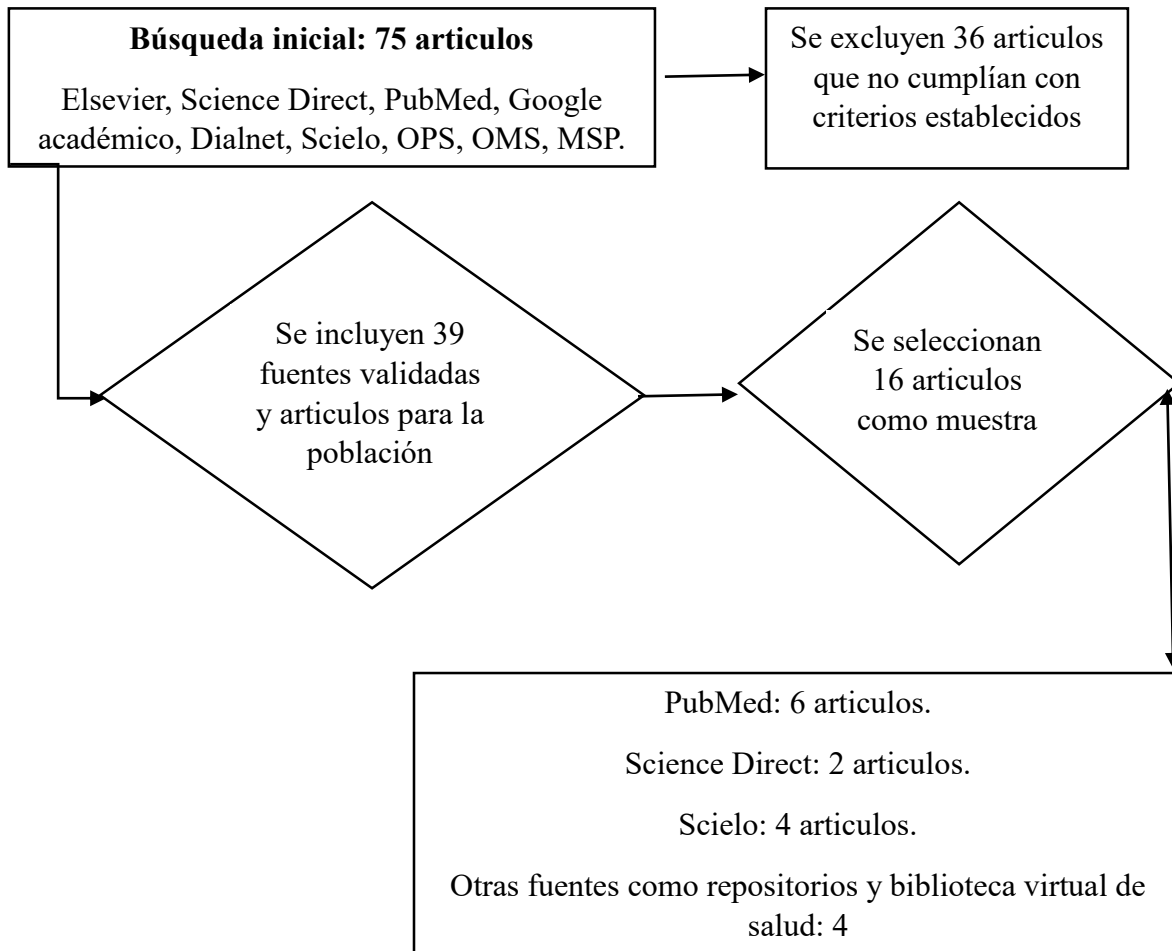 Búsqueda inicial: 75 articulos
Elsevier, Science Direct, PubMed, Google
académico, Dialnet, Scielo, OPS, OMS, MSP.
Se excluyen 36 articulos
que no cumplían con
criterios establecidos
Se incluyen 39
fuentes validadas
y articulos para la
población
Se seleccionan
16 articulos
como muestra
PubMed: 6 articulos.
Science Direct: 2 articulos.
Scielo: 4 articulos.
Otras fuentes como repositorios y biblioteca virtual de
salud: 4